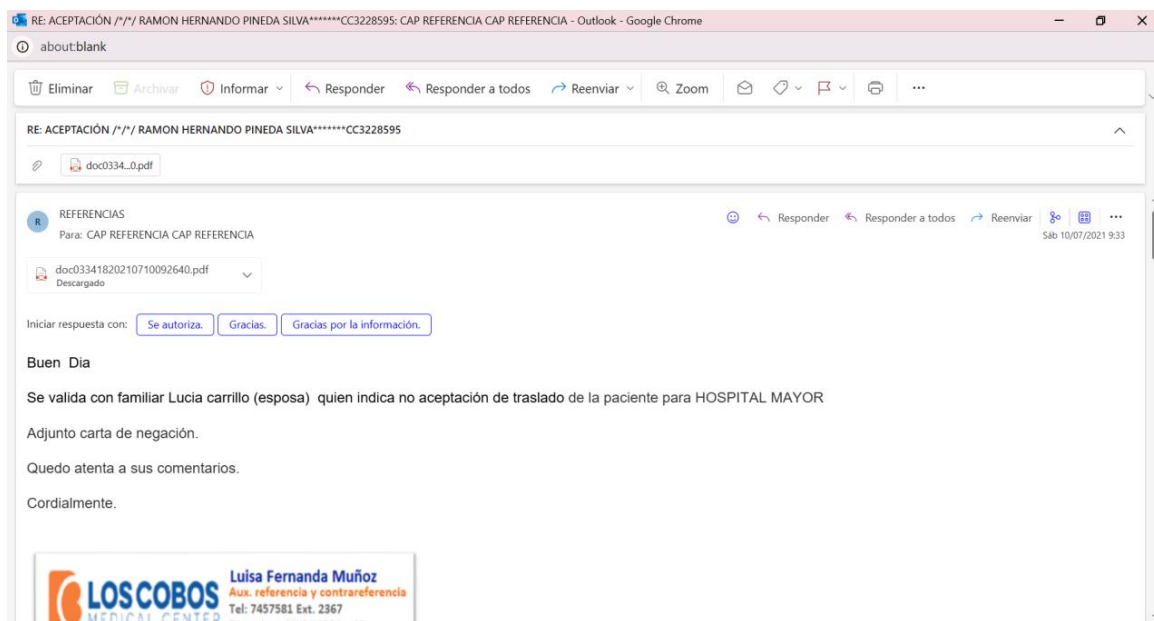 RE: ACEPTACIÓN /*/*/ RAMON HERNANDO PINEDA SILVA*******CC3228595: CAP REFERENCIA CAP REFERENCIA - Outlook - Google Chrome
about:blank
Eliminar Archivar Informar Responder Responder a todos Reenviar Zoom ...
RE: ACEPTACIÓN /*/*/ RAMON HERNANDO PINEDA SILVA*******CC3228595
doc0334...0.pdf
R REFERENCIAS
Responder Responder a todos Reenviar ...
Para: CAP REFERENCIA CAP REFERENCIA
Sáb 10/07/2021 9:33
doc03341820210710092640.pdf
Descargado
Iniciar respuesta con: Se autoriza. Gracias. Gracias por la información.
Buen Dia
Se valida con familiar Lucia carrillo (esposa) quien indica no aceptación de traslado de la paciente para HOSPITAL MAYOR
Adjunto carta de negación.
Quedo atenta a sus comentarios.
Cordialmente.
LOS COBOS
MEDICAL CENTER
Luisa Fernanda Muñoz
Aux. referencia y contrareferencia
Tel: 7457581 Ext. 2367